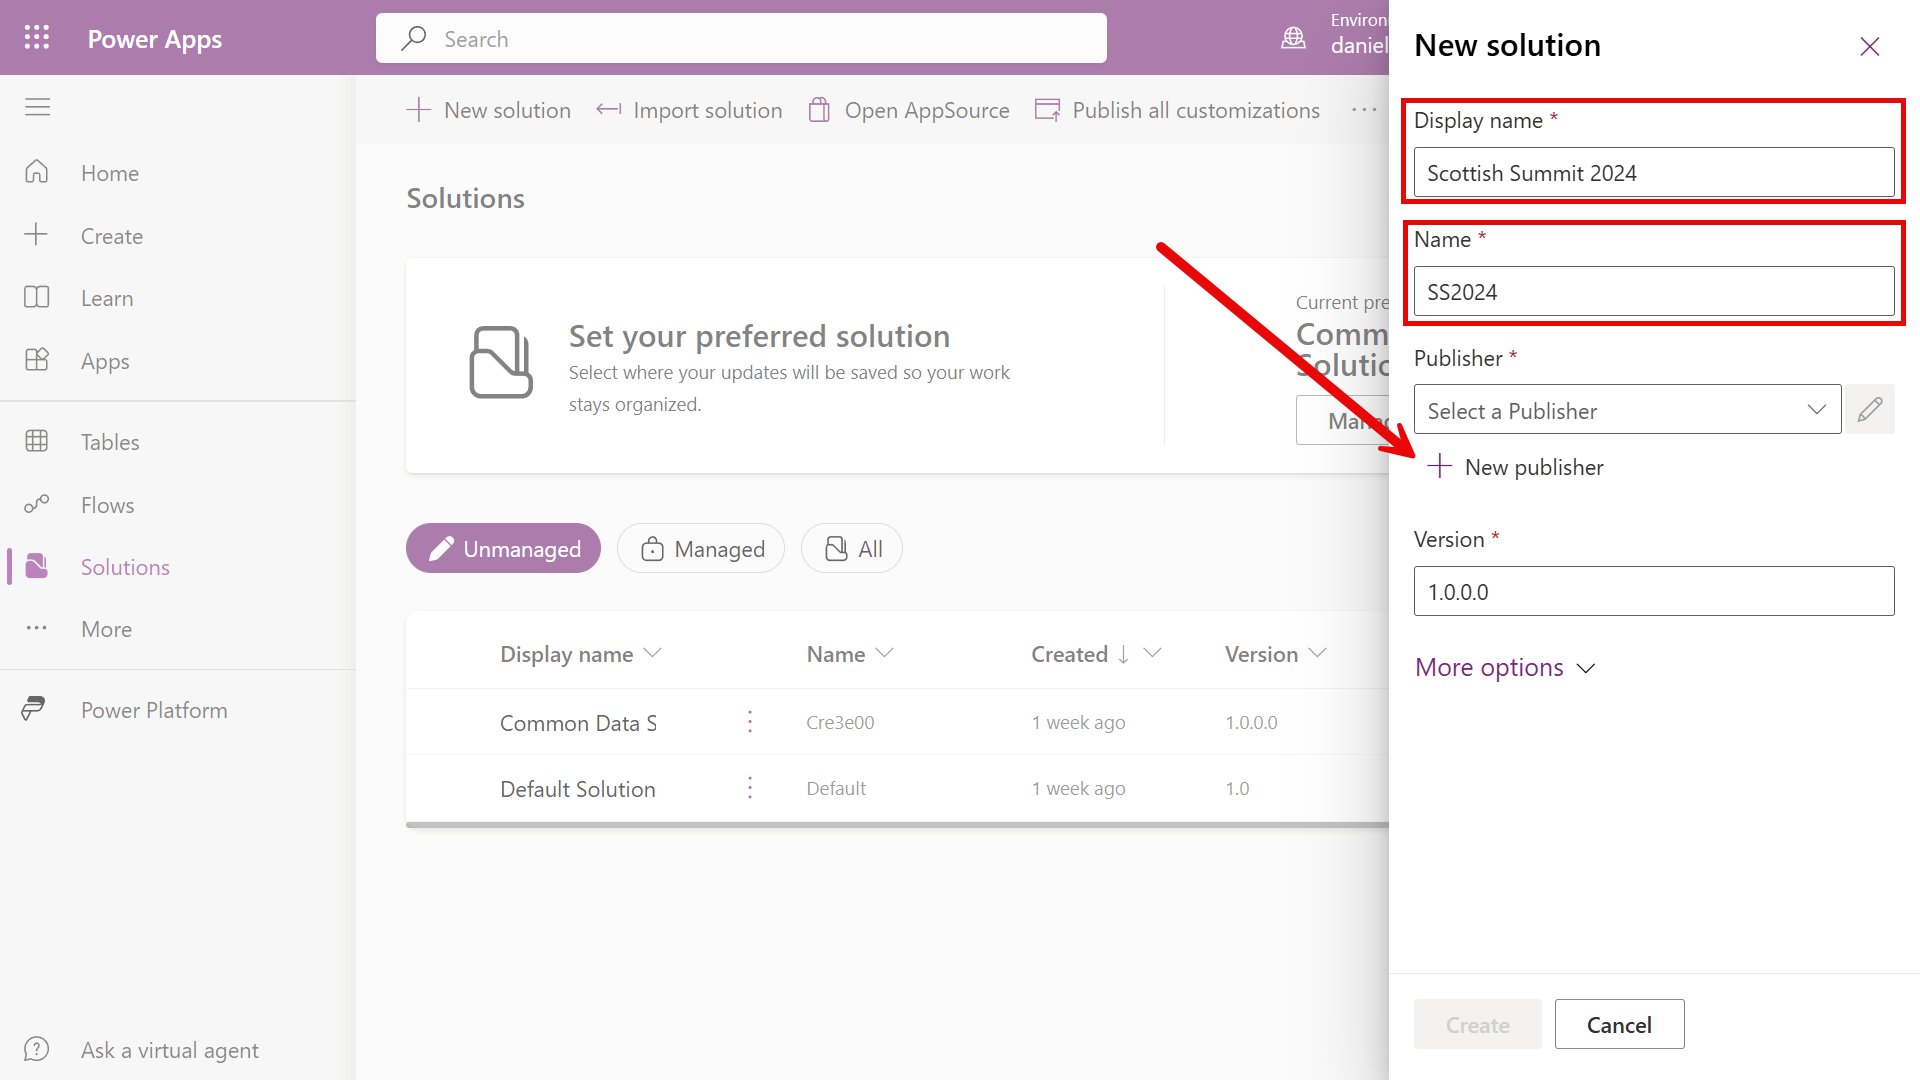 Power Apps
Search
Environ
daniel
Home
Create
Learn
Apps
Tables
Flows
Solutions
More
Power Platform
Ask a virtual agent
New solution
Import solution
Open AppSource
Publish all customizations
Solutions
Set your preferred solution
Select where your updates will be saved so your work
stays organized.
Current pre
Comm
Solutio
Manag
Unmanaged
Managed
All
Display name
Name
Created
Version
Common Data S
Cre3e00
1 week ago
1.0.0.0
Default Solution
Default
1 week ago
1.0
New solution
Display name *
Scottish Summit 2024
Name *
SS2024
Publisher *
Select a Publisher
New publisher
Version *
1.0.0.0
More options
Create
Cancel